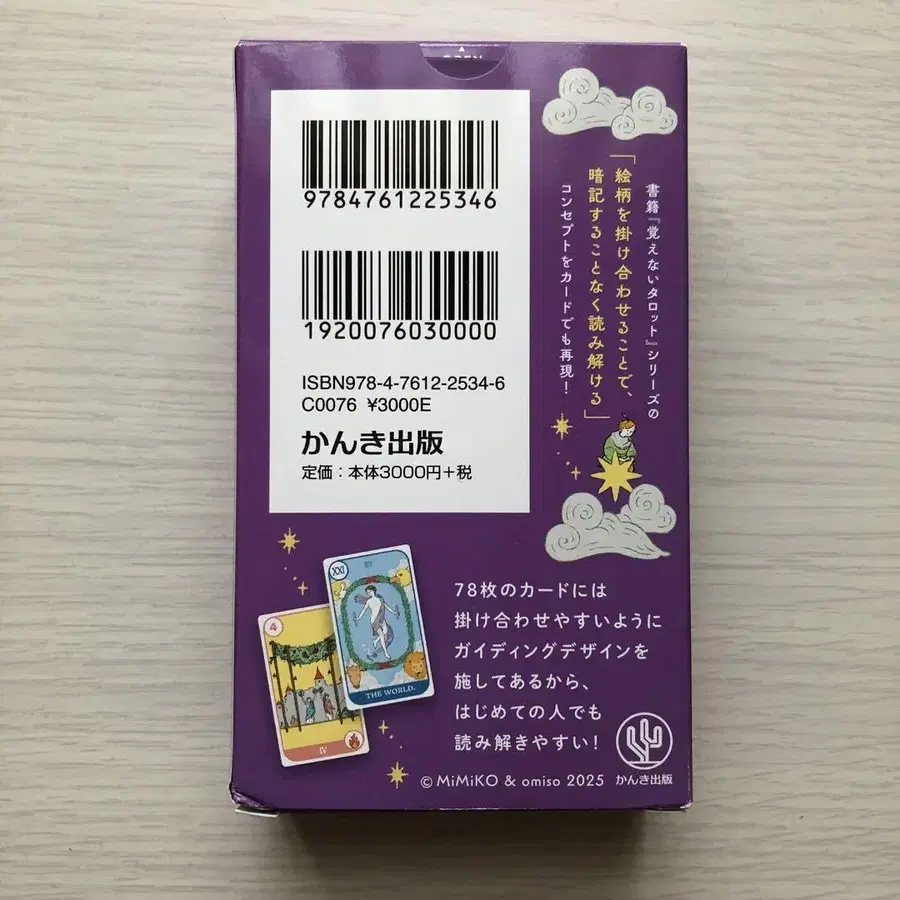 9784761225346
1920076030000
ISBN978-4-7612-2534-6
C0076 ¥3000E
かんき出版
定価：本体3000円+税
書籍『覚えないタロット』シリーズの
「絵柄を掛け合わせることで、
暗記することなく読み解ける」
コンセプトをカードでも再現！
XXI
THE WORLD.
4
IV
78枚のカードには
掛け合わせやすいように
ガイディングデザインを
施してあるから、
はじめての人でも
読み解きやすい！
かんき出版
© MiMiKO & omiso 2025